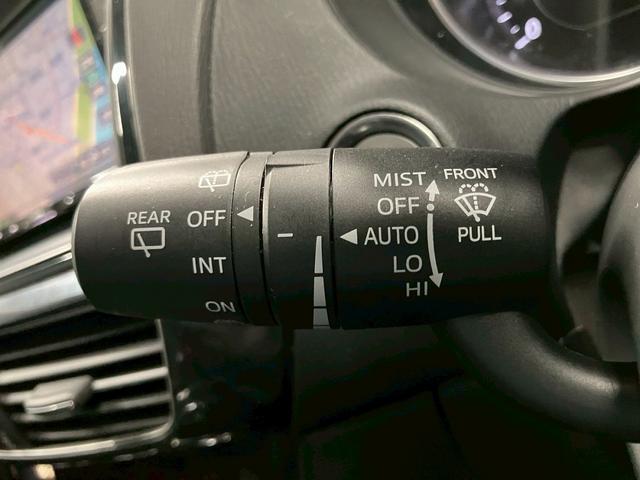 REAR
OFF
INT
ON
MIST
OFF
AUTO
LO
HI
FRONT
PULL